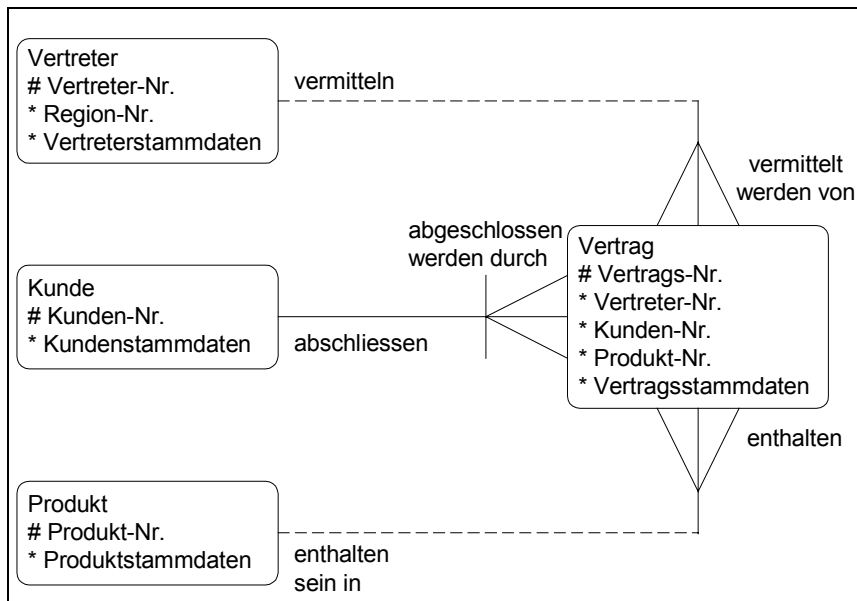 Vertreter
# Vertreter-Nr.
* Region-Nr.
* Vertreterstammdaten
vermitteln
vermittelt
werden von
abgeschlossen
werden durch
Kunde
# Kunden-Nr.
* Kundenstammdaten
abschliessen
Vertrag
# Vertrags-Nr.
* Vertreter-Nr.
* Kunden-Nr.
* Produkt-Nr.
* Vertragsstammdaten
enthalten
Produkt
# Produkt-Nr.
* Produktstammdaten
enthalten
sein in